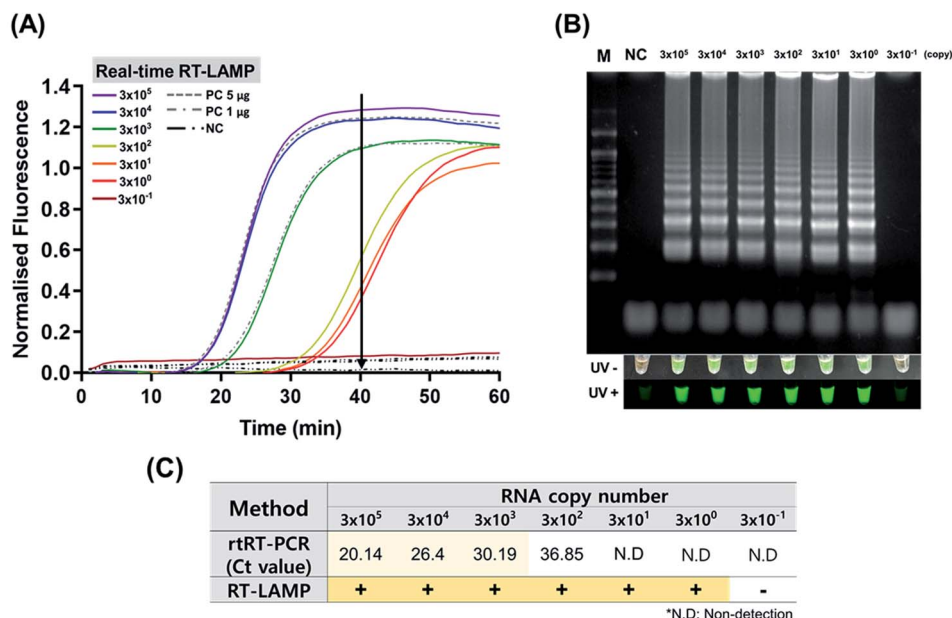 (A)
Real-time RT-LAMP
3x10⁵
3x10⁴
3x10³
3x10²
3x10¹
3x10⁰
3x10⁻¹
PC 5 µg
PC 1 µg
NC
Normalised Fluorescence
1.4
1.2
1.0
0.8
0.6
0.4
0.2
0.0
0 10 20 30 40 50 60
Time (min)
(B)
M NC 3x10⁵ 3x10⁴ 3x10³ 3x10² 3x10¹ 3x10⁰ 3x10⁻¹ (copy)
UV -
UV +
(C)
Method RNA copy number
3x10⁵ 3x10⁴ 3x10³ 3x10² 3x10¹ 3x10⁰ 3x10⁻¹
rtRT-PCR
(Ct value) 20.14 26.4 30.19 36.85 N.D N.D N.D
RT-LAMP + + + + + + -
*N.D: Non-detection